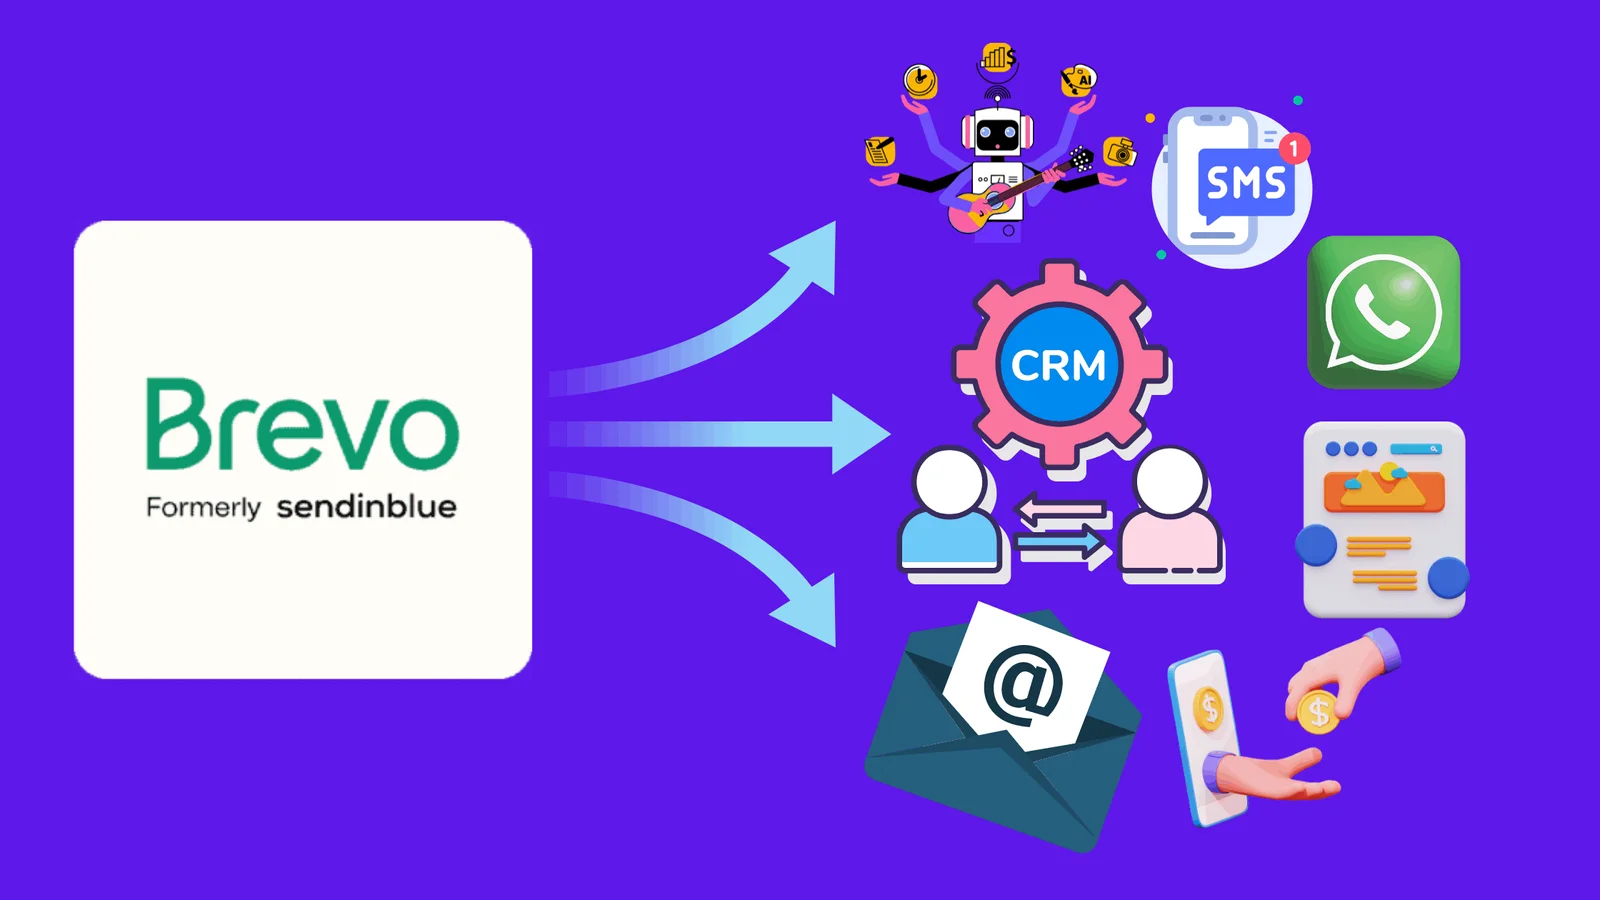 Brevo
Formerly sendinblue
$
AI
1
SMS
CRM
@
$
$